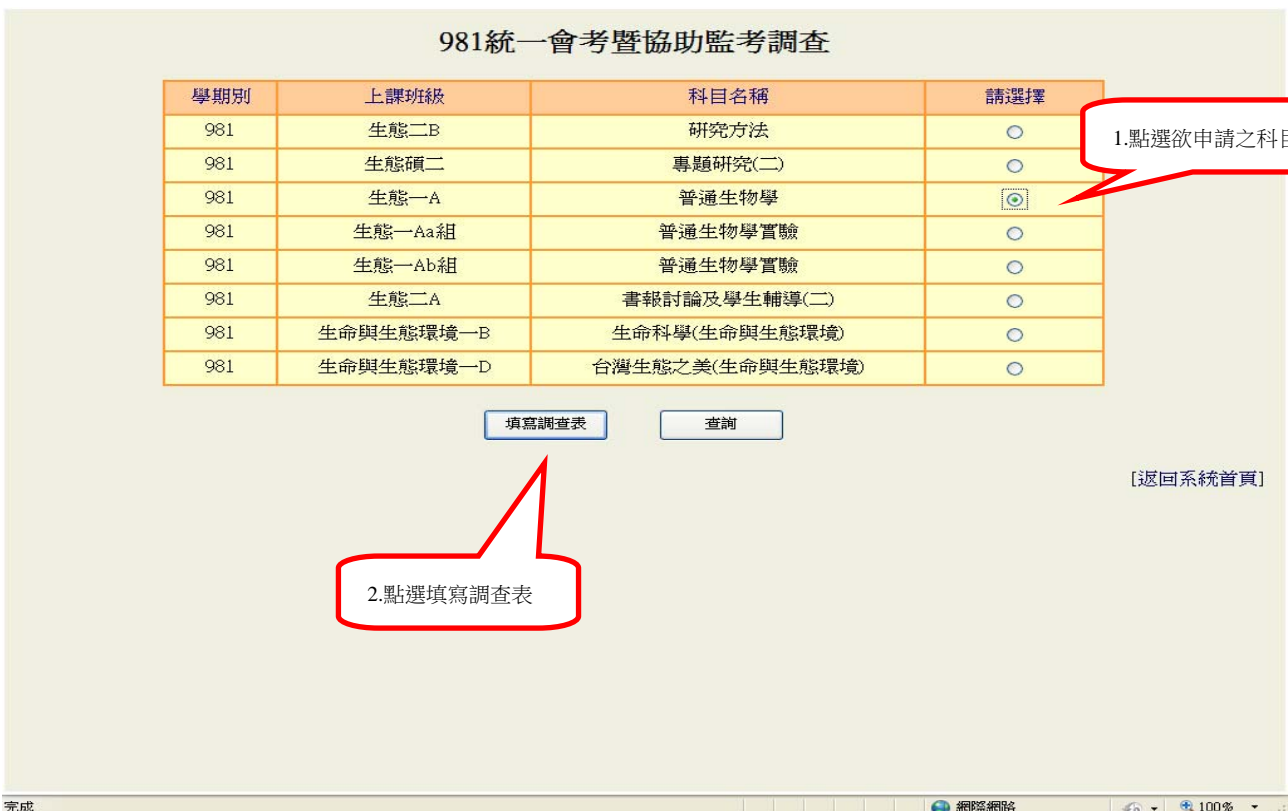 981統一會考暨協助監考調查
學期別 上課班級 科目名稱 請選擇
981 生態二B 研究方法
1.點選欲申請之科目
981 生態碩二 專題研究(二)
981 生態一A 普通生物學
981 生態一Aa組 普通生物學實驗
981 生態一Ab組 普通生物學實驗
981 生態二A 書報討論及學生輔導(二)
981 生命與生態環境一B 生命科學(生命與生態環境)
981 生命與生態環境一D 台灣生態之美(生命與生態環境)
填寫調查表 查詢
[返回系統首頁]
2.點選填寫調查表
完成 網際網路 100%